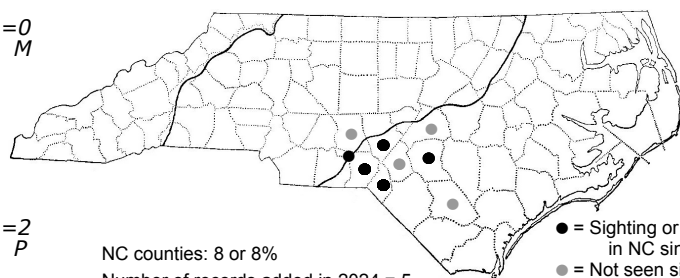 =0
M
=2
P
NC counties: 8 or 8%
Number of records added in 2024 = 5
● = Sighting or
in NC sin
● = Not seen si